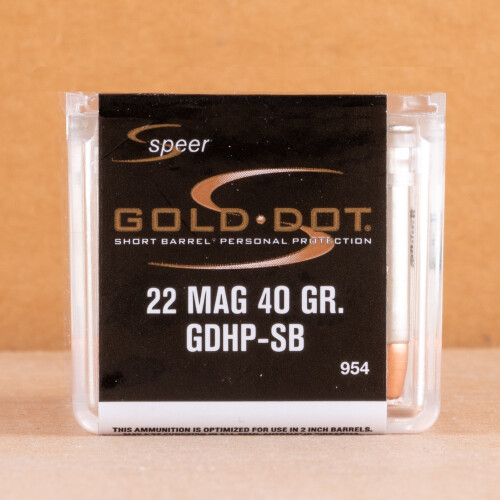 speer
GOLD DOT.
SHORT BARREL® PERSONAL PROTECTION
22 MAG 40 GR.
GDHP-SB
954
THIS AMMUNITION IS OPTIMIZED FOR USE IN 2 INCH BARRELS.